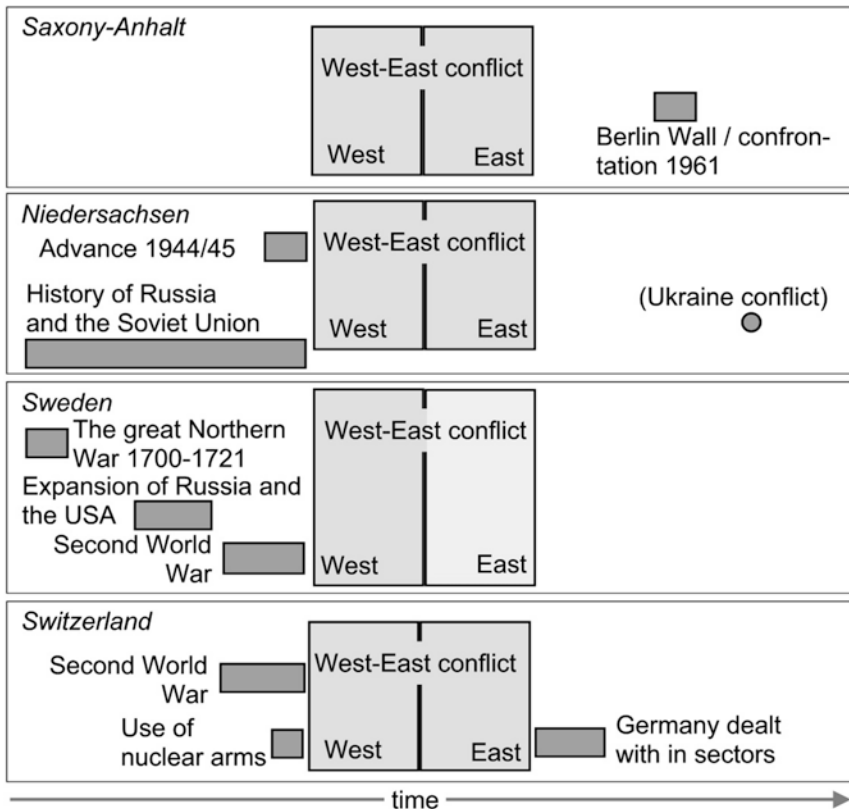 Saxony-Anhalt
West-East conflict
West East
Berlin Wall / confron-
tation 1961
Niedersachsen
Advance 1944/45
West-East conflict
History of Russia
and the Soviet Union
West East
(Ukraine conflict)
Sweden
The great Northern
War 1700-1721
West-East conflict
Expansion of Russia and
the USA
Second World
War
West East
Switzerland
Second World
War
West-East conflict
Use of
nuclear arms
West East
Germany dealt
with in sectors
time